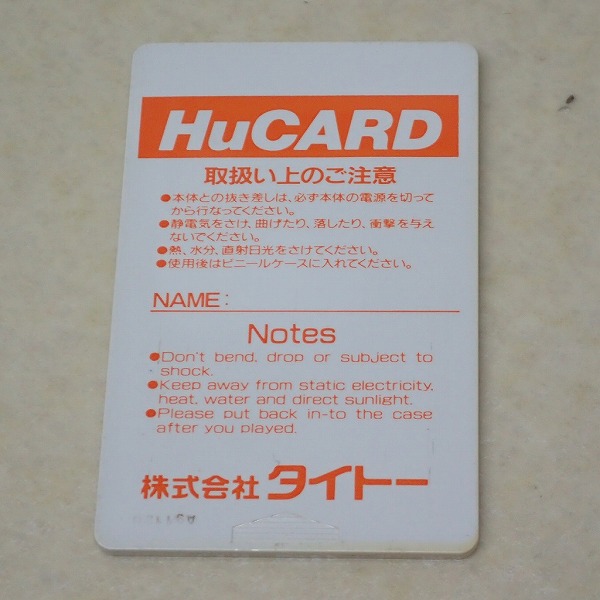 HuCARD
取扱い上のご注意
●本体との抜き差しは、必ず本体の電源を切って
から行なってください。
●静電気をさけ、曲げたり、落したり、衝撃を与え
ないでください。
●熱、水分、直射日光をさけてください。
●使用後はビニールケースに入れてください。
NAME:
Notes
●Don't bend, drop or subject to
shock.
●Keep away from static electricity,
heat, water and direct sunlight.
●Please put back in-to the case
after you played.
株式会社 タイトー